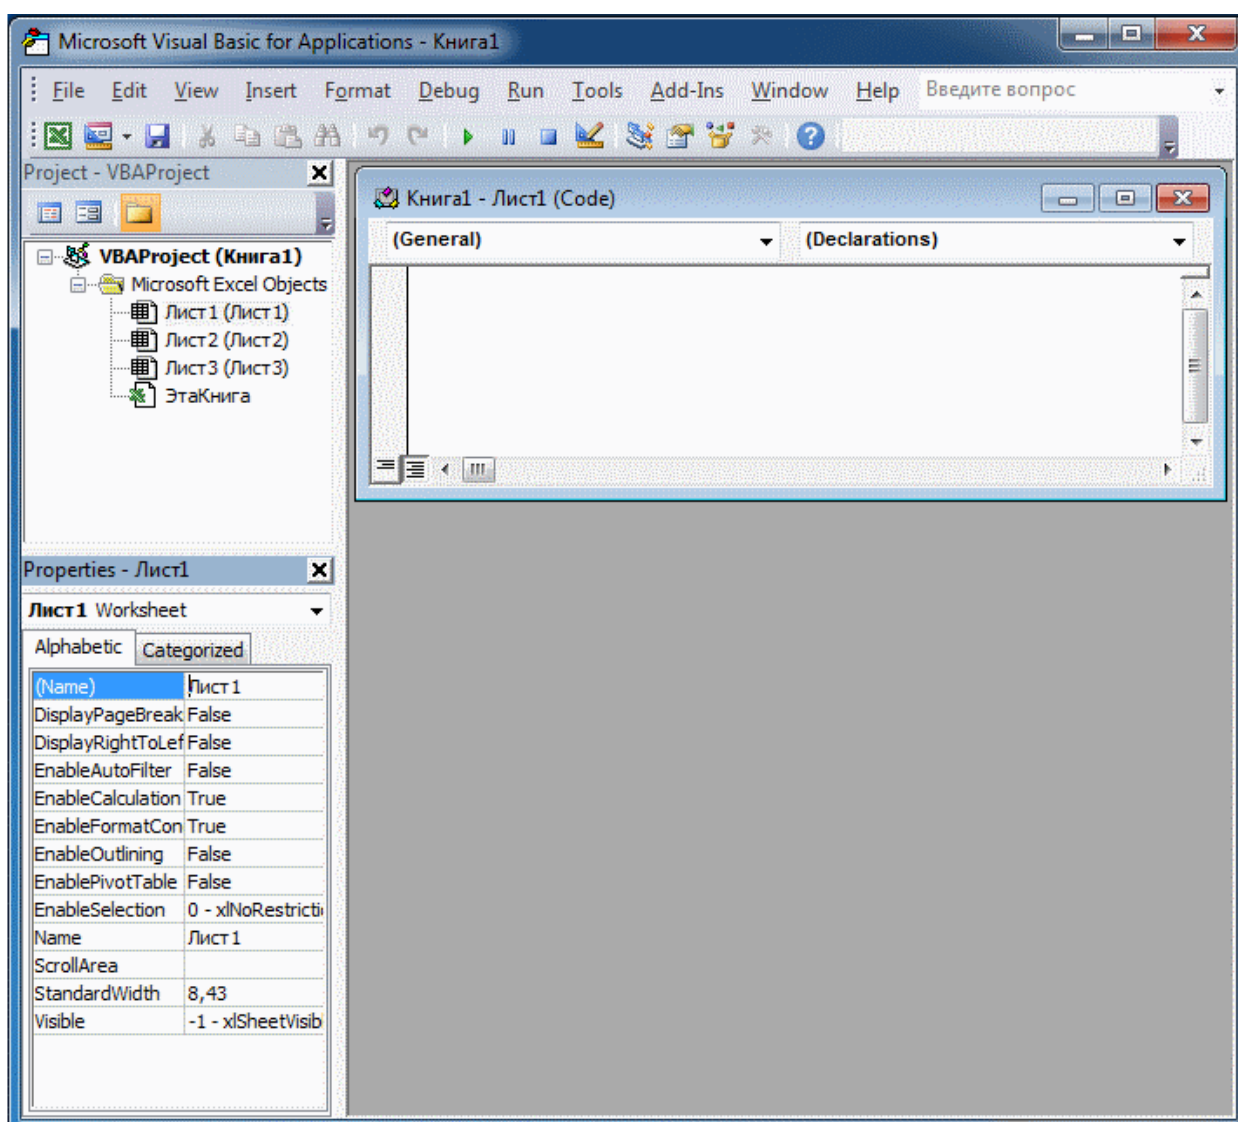 Microsoft Visual Basic for Applications - Книга1
File Edit View Insert Format Debug Run Tools Add-Ins Window Help Введите вопрос
Project - VBAProject
VBAProject (Книга1)
Microsoft Excel Objects
Лист1 (Лист1)
Лист2 (Лист2)
Лист3 (Лист3)
ЭтаКнига
Книга1 - Лист1 (Code)
(General) (Declarations)
Properties - Лист1
Лист1 Worksheet
Alphabetic Categorized
(Name) Лист1
DisplayPageBreak False
DisplayRightToLef False
EnableAutoFilter False
EnableCalculation True
EnableFormatCon True
EnableOutlining False
EnablePivotTable False
EnableSelection 0 - xlNoRestricti
Name Лист1
ScrollArea
StandardWidth 8,43
Visible -1 - xlSheetVisib